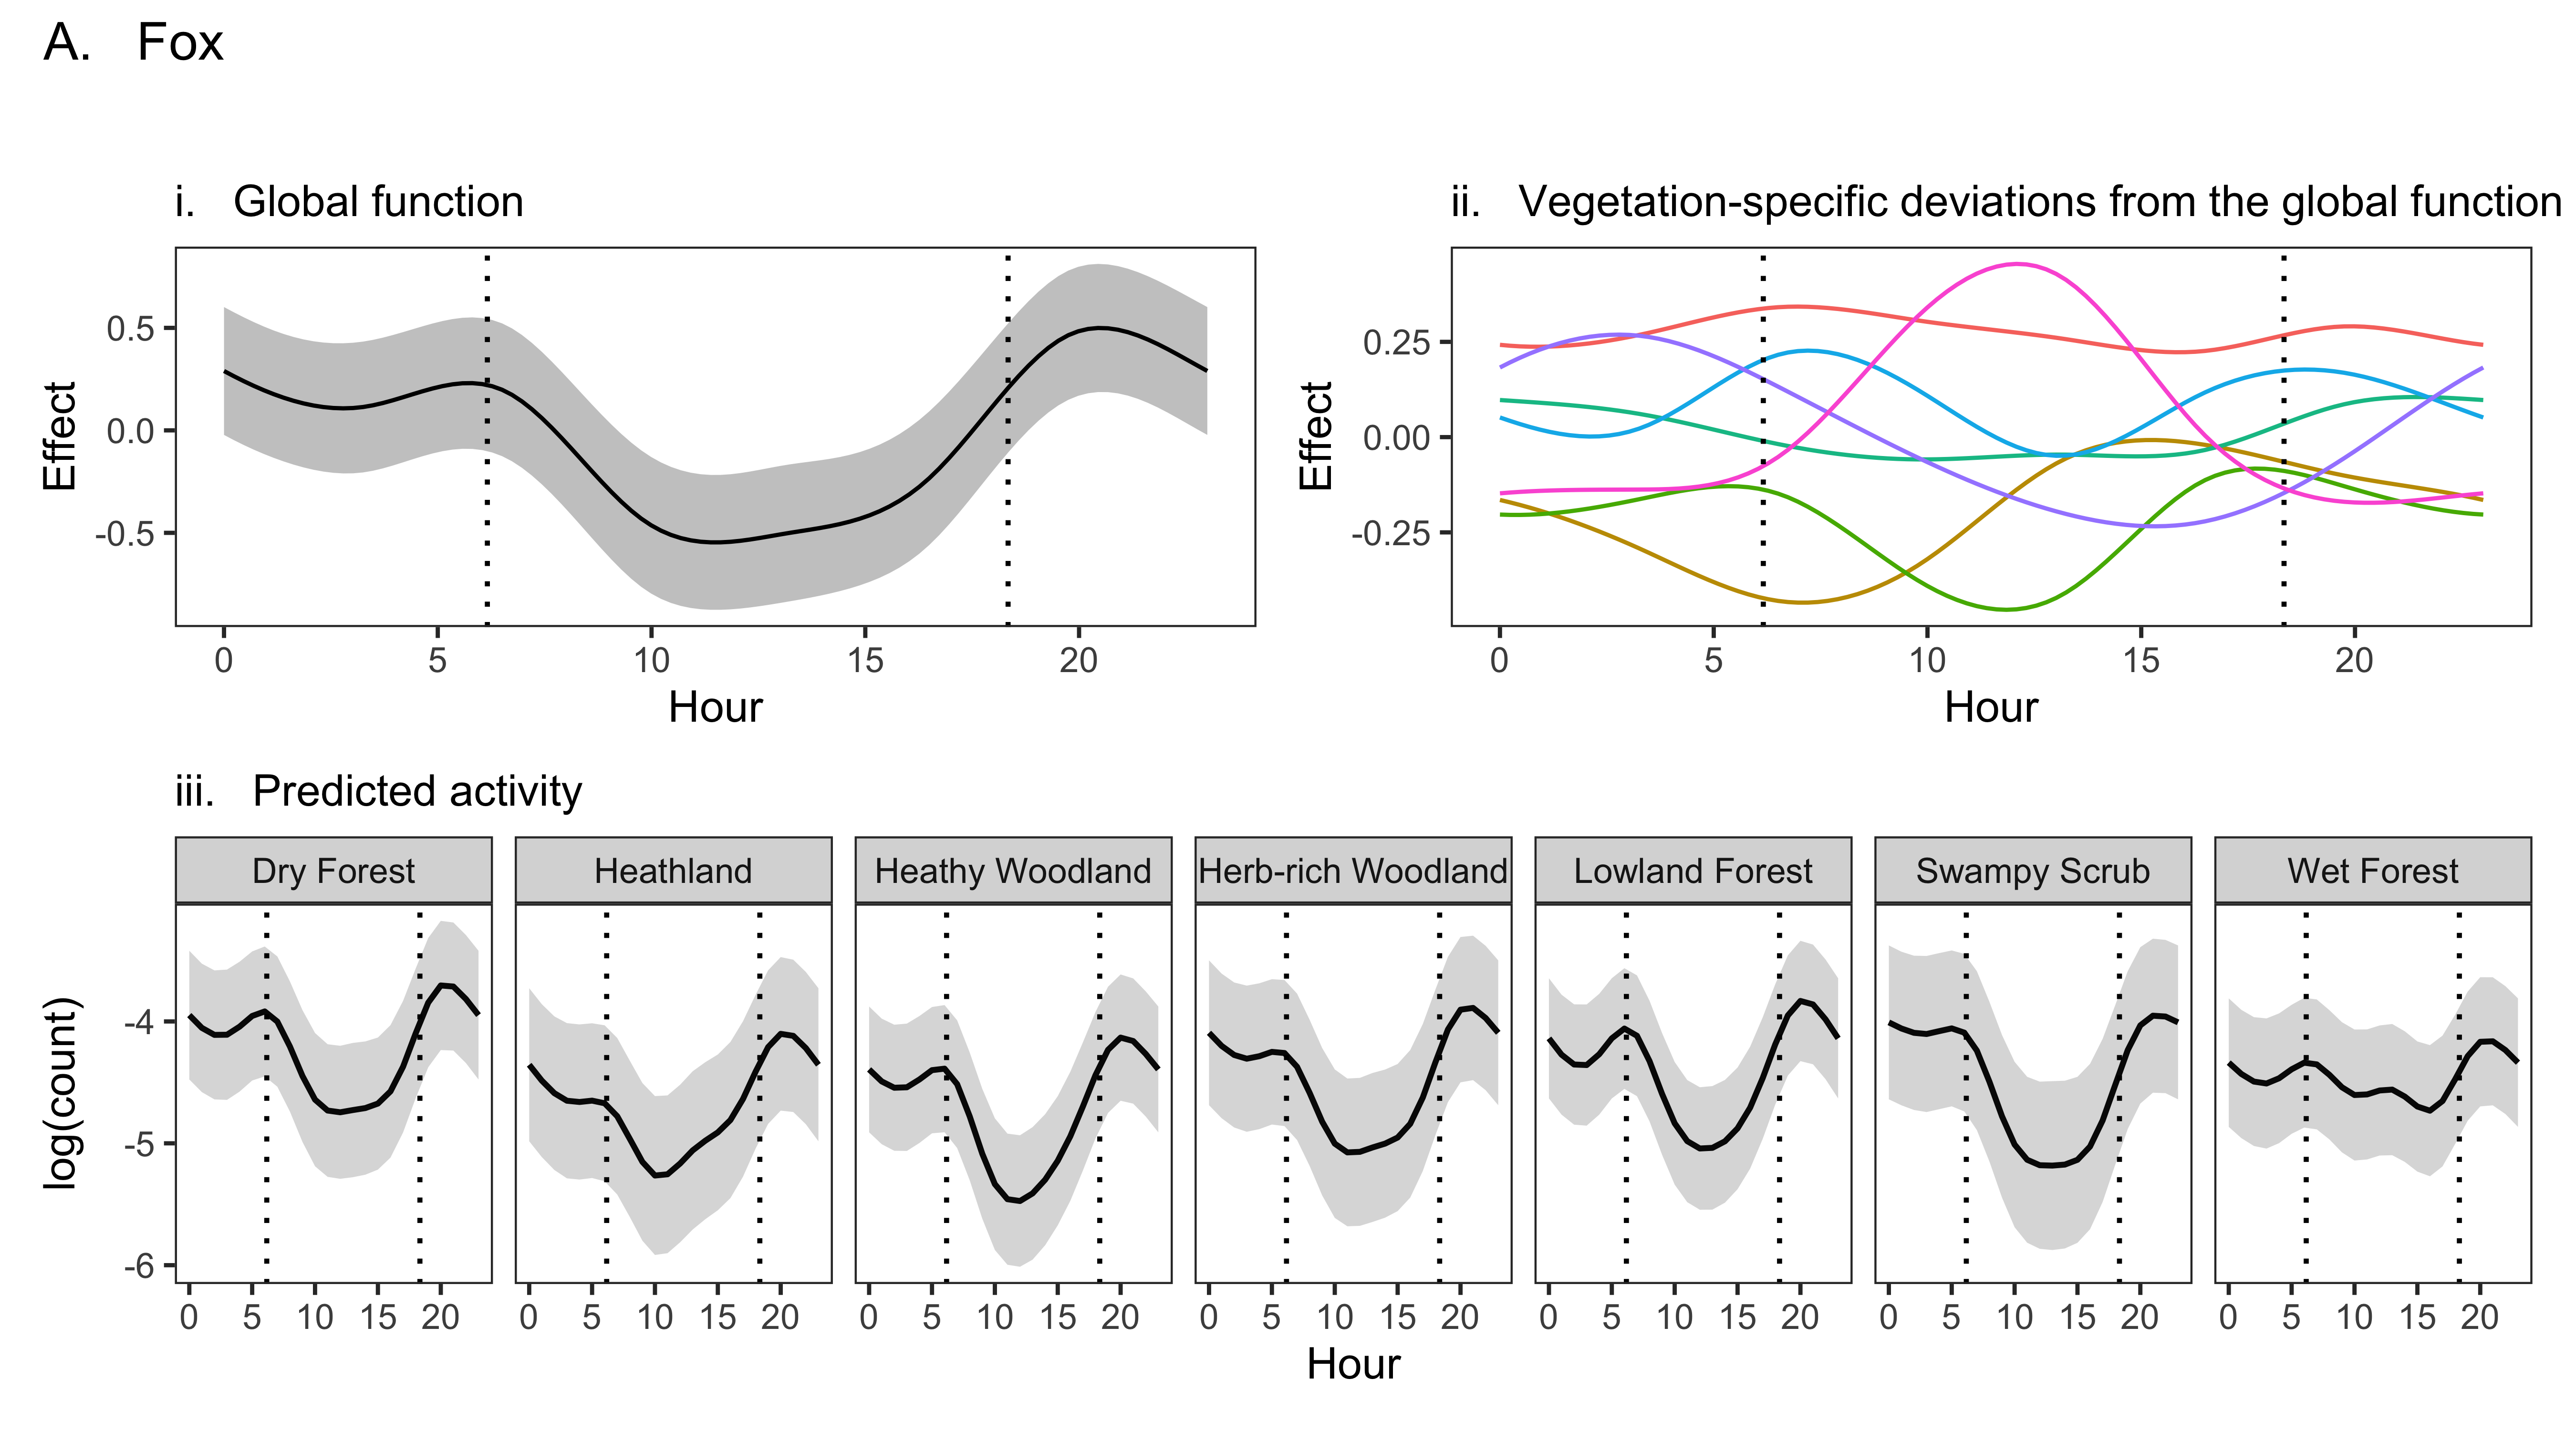 A. Fox
i. Global function
ii. Vegetation-specific deviations from the global function
Effect
0.5
0.0
-0.5
0 5 10 15 20
Hour
Effect
0.25
0.00
-0.25
0 5 10 15 20
Hour
iii. Predicted activity
Dry Forest
Heathland
Heathy Woodland
Herb-rich Woodland
Lowland Forest
Swampy Scrub
Wet Forest
log(count)
-4
-5
-6
0 5 10 15 20
0 5 10 15 20
0 5 10 15 20
0 5 10 15 20
0 5 10 15 20
0 5 10 15 20
0 5 10 15 20
Hour